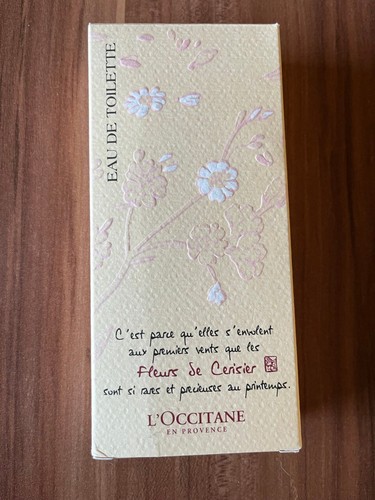 EAU DE TOILETTE
C'est parce qu'elles s'envolent
aux premiers vents que les
Fleurs de Cerisier
sont si rares et précieuses au printemps.
L'OCCITANE
EN PROVENCE